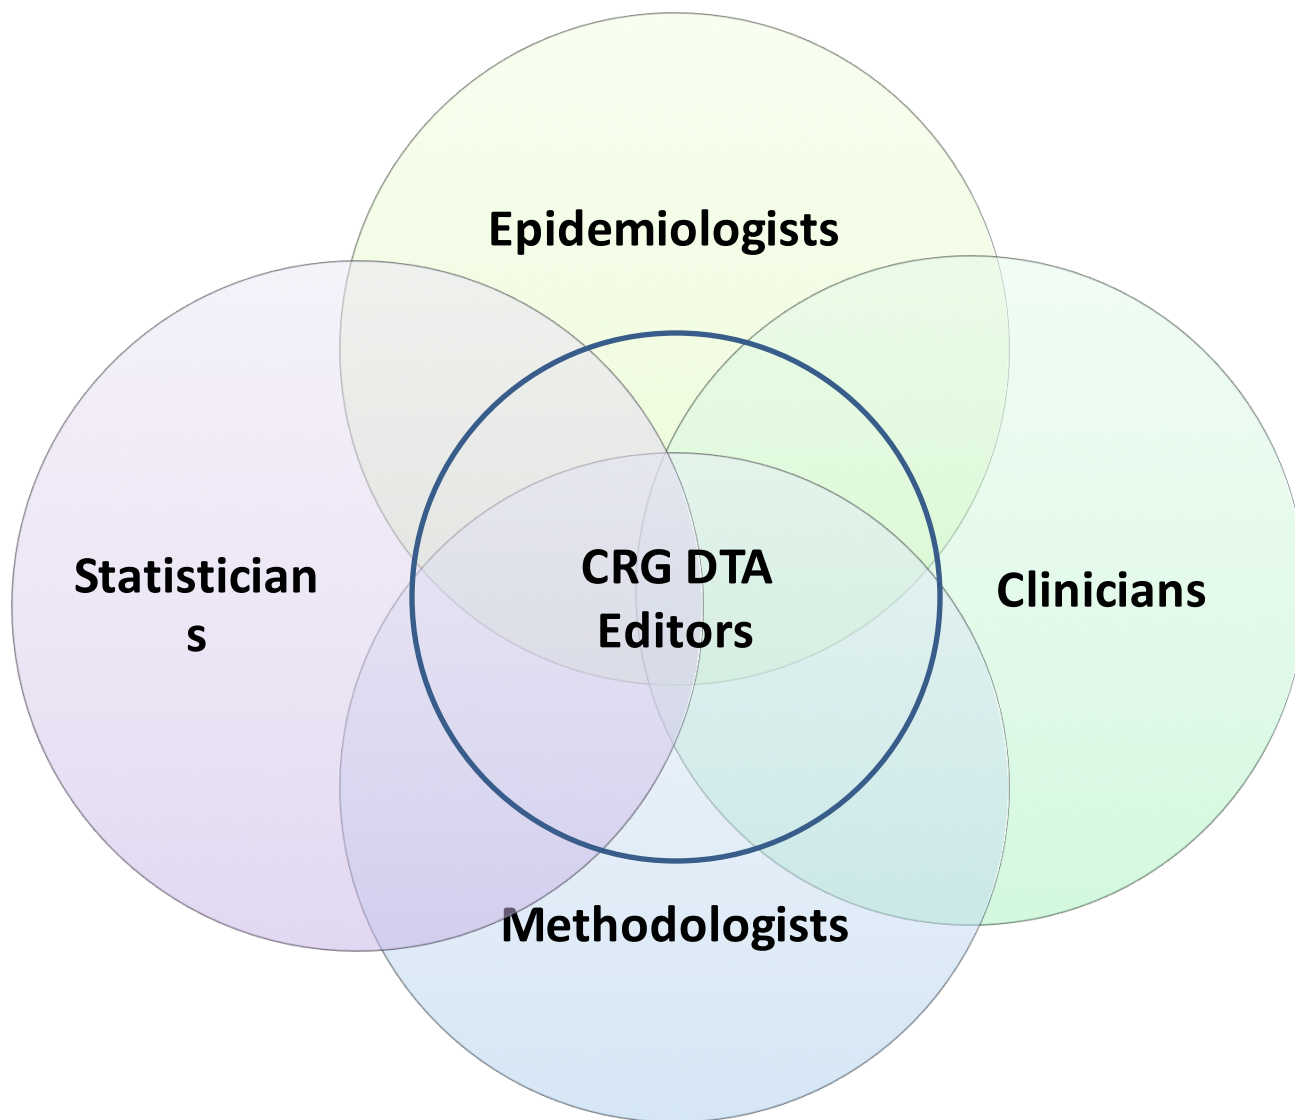 Epidemiologists
Statistician
s
CRG DTA
Editors
Clinicians
Methodologists